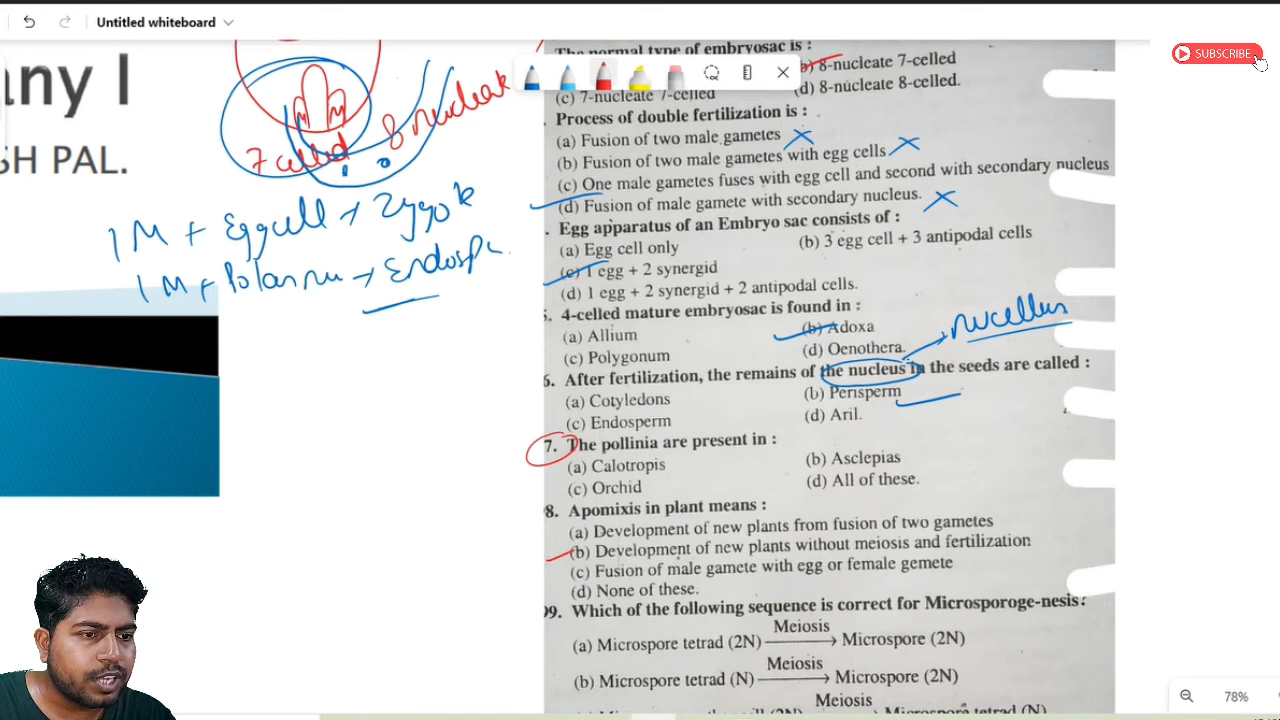 Untitled whiteboard
SUBSCRIBE
any I
SH PAL.
7 celled
8 nucleate
1 M + Egg cell → Zygote
1 M + Polar nu → Endosp
The normal type of embryosac is :
(b) 8-nucleate 7-celled
(c) 7-nucleate 7-celled (d) 8-nucleate 8-celled.
. Process of double fertilization is :
(a) Fusion of two male gametes
(b) Fusion of two male gametes with egg cells
(c) One male gametes fuses with egg cell and second with secondary nucleus
(d) Fusion of male gamete with secondary nucleus.
. Egg apparatus of an Embryo sac consists of :
(a) Egg cell only (b) 3 egg cell + 3 antipodal cells
(c) 1 egg + 2 synergid
(d) 1 egg + 2 synergid + 2 antipodal cells.
5. 4-celled mature embryosac is found in :
(a) Allium (b) Adoxa
(c) Polygonum (d) Oenothera.
nucellus
6. After fertilization, the remains of the nucleus in the seeds are called :
(a) Cotyledons (b) Perisperm
(c) Endosperm (d) Aril.
7. The pollinia are present in :
(a) Calotropis (b) Asclepias
(c) Orchid (d) All of these.
8. Apomixis in plant means :
(a) Development of new plants from fusion of two gametes
(b) Development of new plants without meiosis and fertilization
(c) Fusion of male gamete with egg or female gemete
(d) None of these.
99. Which of the following sequence is correct for Microsporoge-nesis?
(a) Microspore tetrad (2N) Meiosis → Microspore (2N)
(b) Microspore tetrad (N) Meiosis → Microspore (2N)
Meiosis
Microspore tetrad (N)
78%